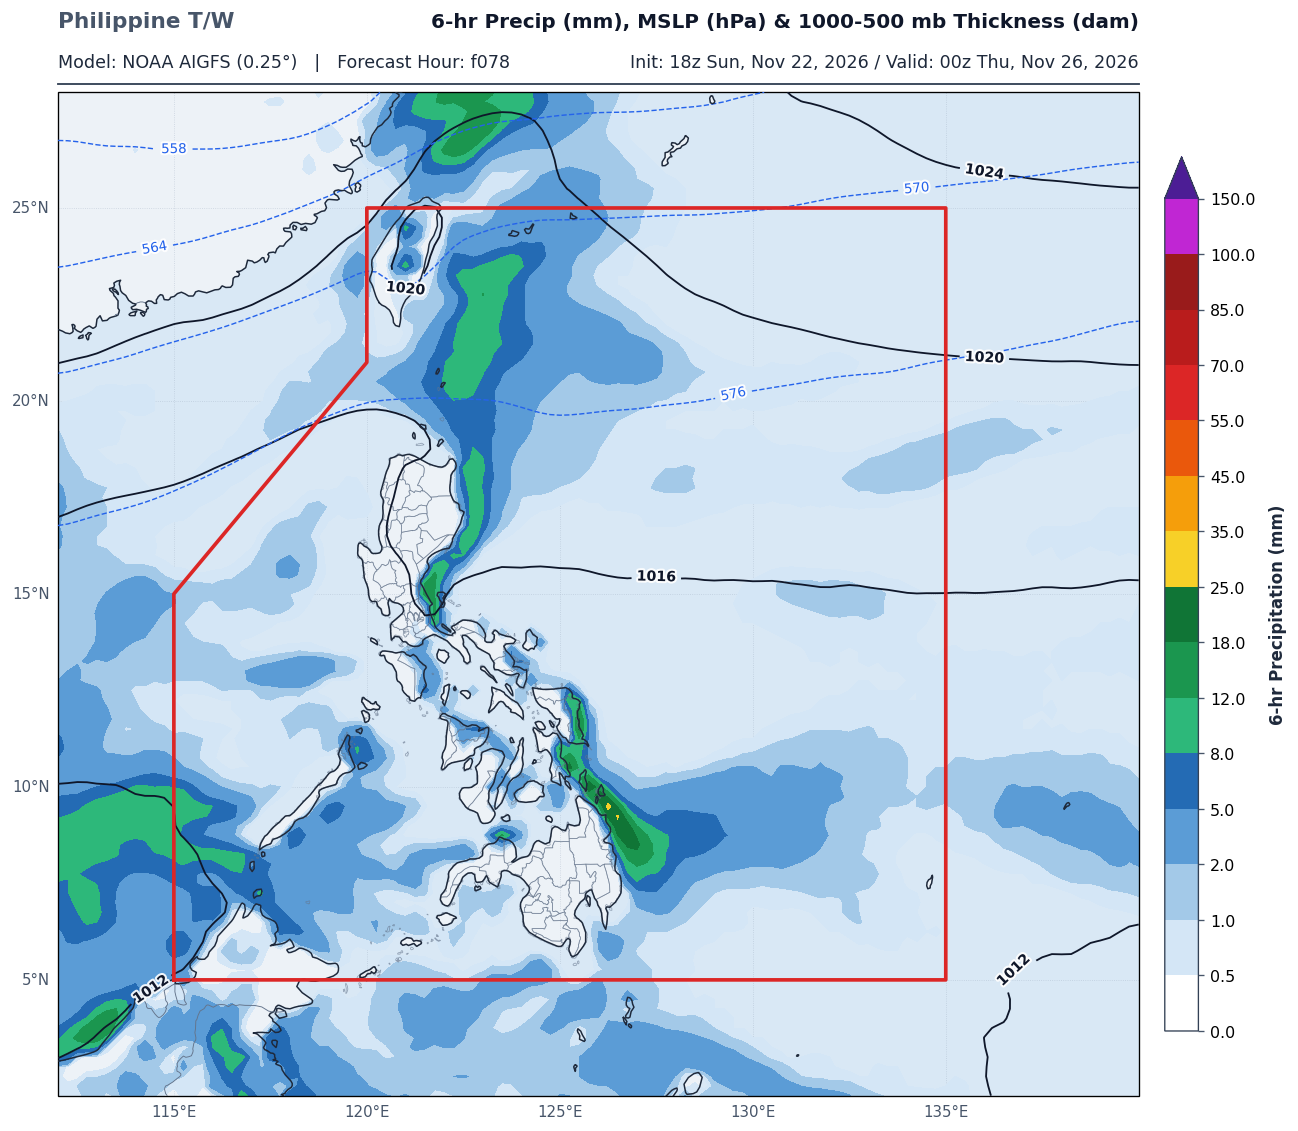 Philippine T/W
6-hr Precip (mm), MSLP (hPa) & 1000-500 mb Thickness (dam)
Model: NOAA AIGFS (0.25°) | Forecast Hour: f078
Init: 18z Sun, Nov 22, 2026 / Valid: 00z Thu, Nov 26, 2026
558
1024
570
564
1020
1020
576
1016
1012
1012
25°N
20°N
15°N
10°N
5°N
115°E
120°E
125°E
130°E
135°E
150.0
100.0
85.0
70.0
55.0
45.0
35.0
25.0
18.0
12.0
8.0
5.0
2.0
1.0
0.5
0.0
6-hr Precipitation (mm)